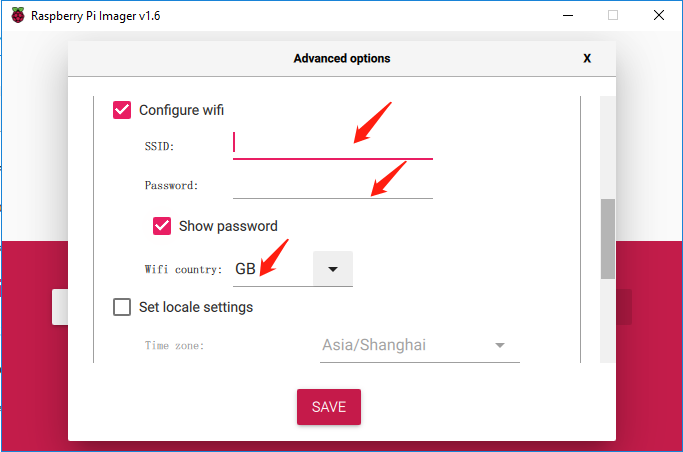 Raspberry Pi Imager v1.6
Advanced options X
Configure wifi
SSID:
Password:
Show password
Wifi country: GB
Set locale settings
Time zone: Asia/Shanghai
SAVE